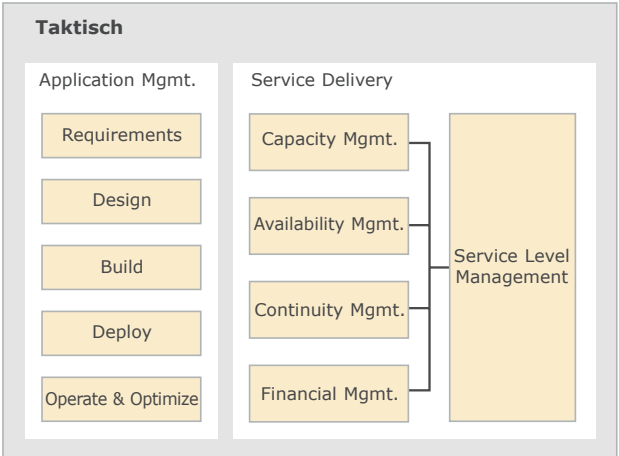 Taktisch
Application Mgmt.
Requirements
Design
Build
Deploy
Operate & Optimize
Service Delivery
Capacity Mgmt.
Availability Mgmt.
Continuity Mgmt.
Financial Mgmt.
Service Level
Management